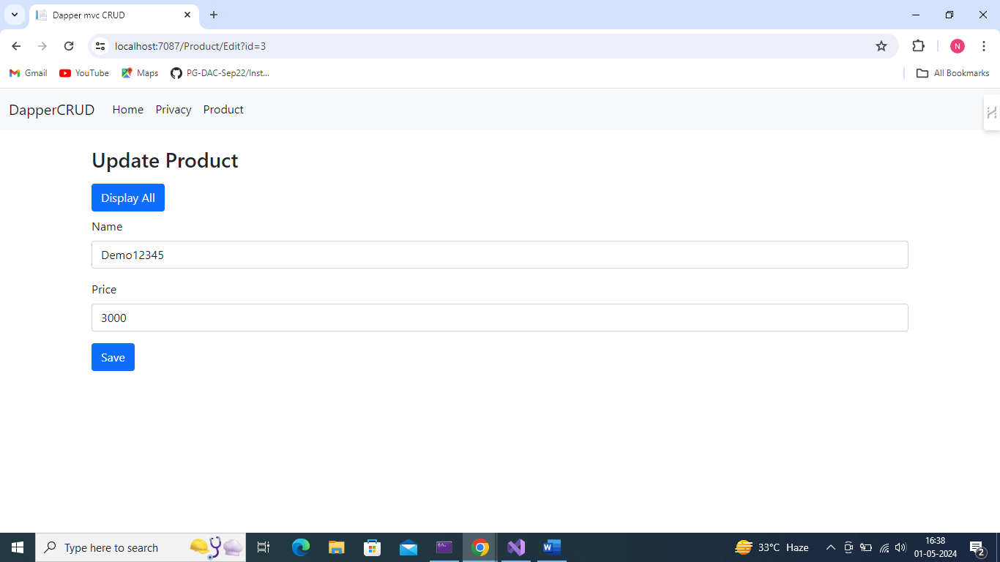 Dapper mvc CRUD
localhost:7087/Product/Edit?id=3
N
Gmail YouTube Maps PG-DAC-Sep22/Inst... All Bookmarks
DapperCRUD Home Privacy Product
Update Product
Display All
Name
Demo12345
Price
3000
Save
Type here to search
33°C Haze
16:38
01-05-2024
2